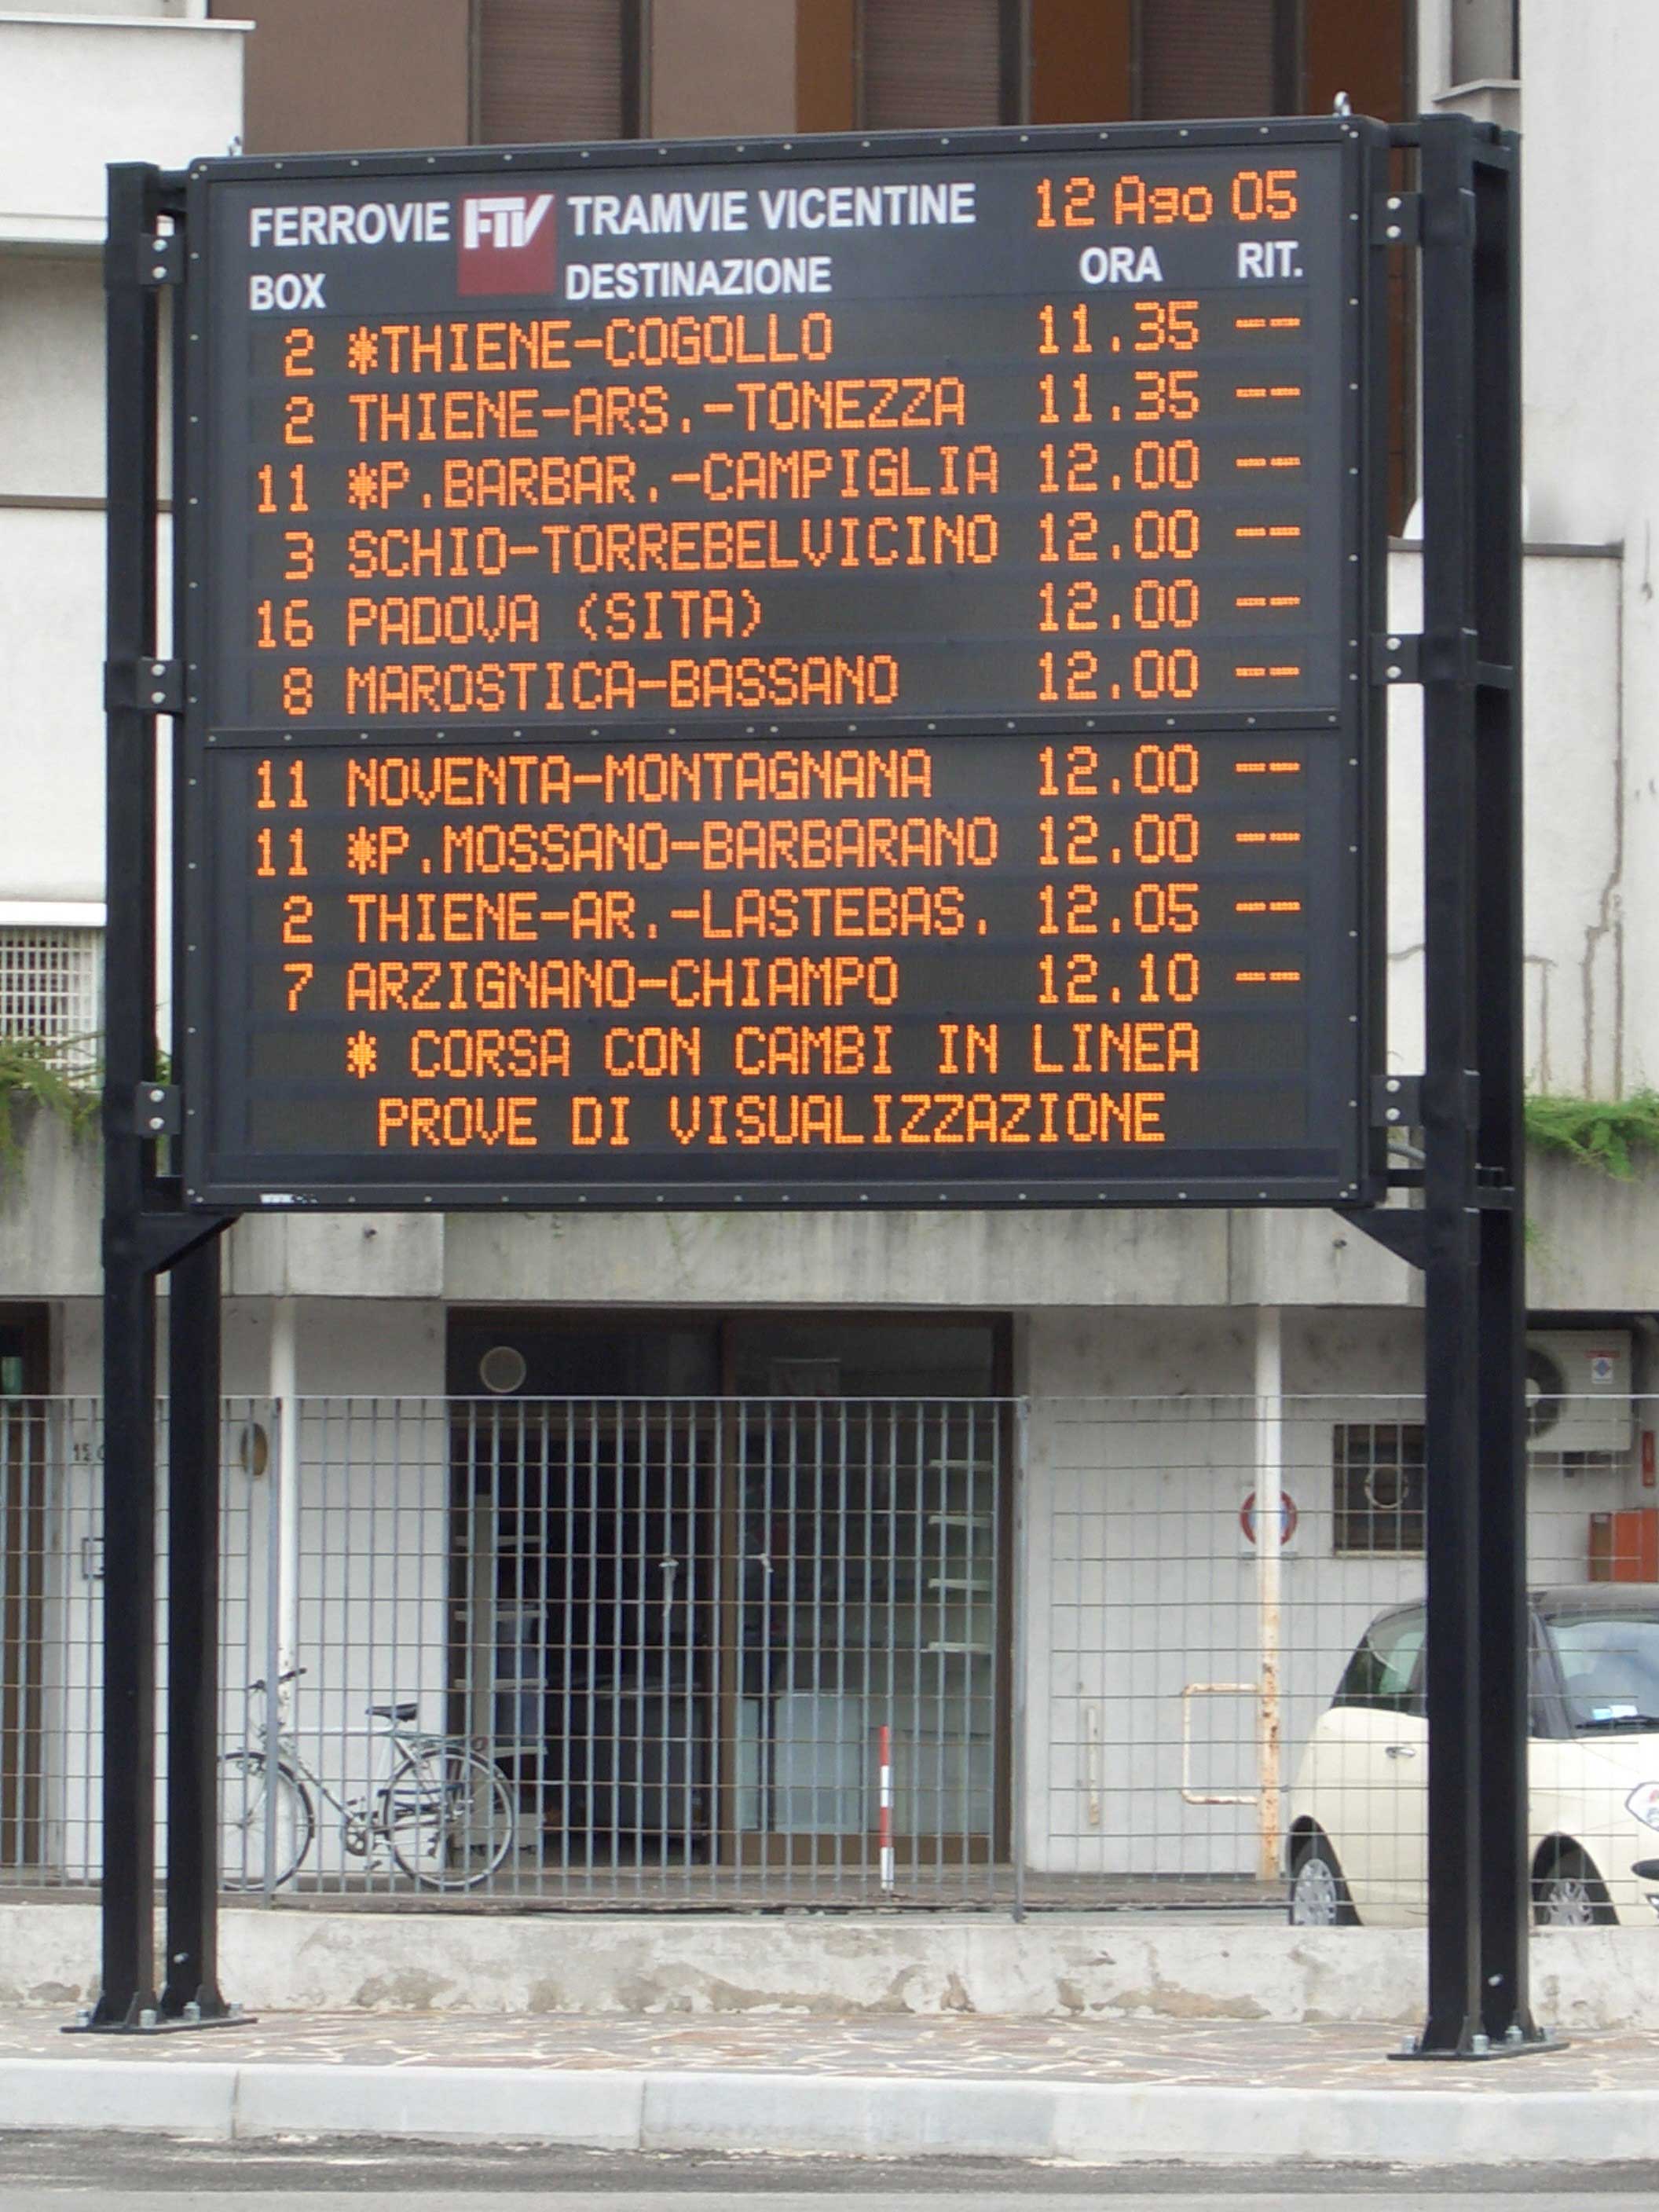 FERROVIE FTV TRAMVIE VICENTINE 12 Ago 05
BOX DESTINAZIONE ORA RIT.
2 *THIENE-COGOLLO 11.35 --
2 THIENE-ARS.-TONEZZA 11.35 --
11 *P.BARBAR.-CAMPIGLIA 12.00 --
3 SCHIO-TORREBELVICINO 12.00 --
16 PADOVA (SITA) 12.00 --
8 MAROSTICA-BASSANO 12.00 --
11 NOVENTA-MONTAGNANA 12.00 --
11 *P.MOSSANO-BARBARANO 12.00 --
2 THIENE-AR.-LASTEBAS. 12.05 --
7 ARZIGNANO-CHIAMPO 12.10 --
* CORSA CON CAMBI IN LINEA
PROVE DI VISUALIZZAZIONE